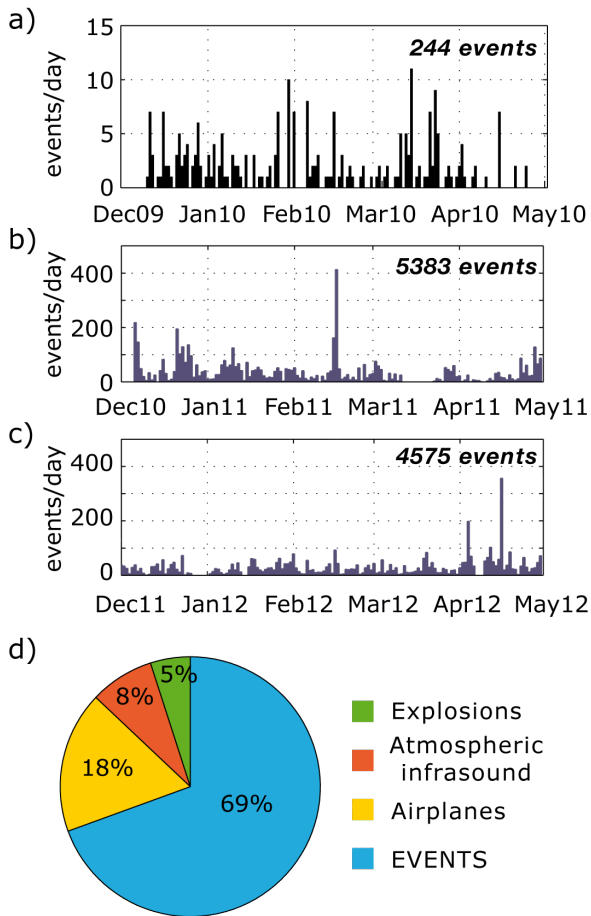 a)
15
244 events
10
5
0
events/day
Dec09 Jan10 Feb10 Mar10 Apr10 May10
b)
400
5383 events
200
0
events/day
Dec10 Jan11 Feb11 Mar11 Apr11 May11
c)
400
4575 events
200
0
events/day
Dec11 Jan12 Feb12 Mar12 Apr12 May12
d)
5%
8%
18%
69%
Explosions
Atmospheric
infrasound
Airplanes
EVENTS